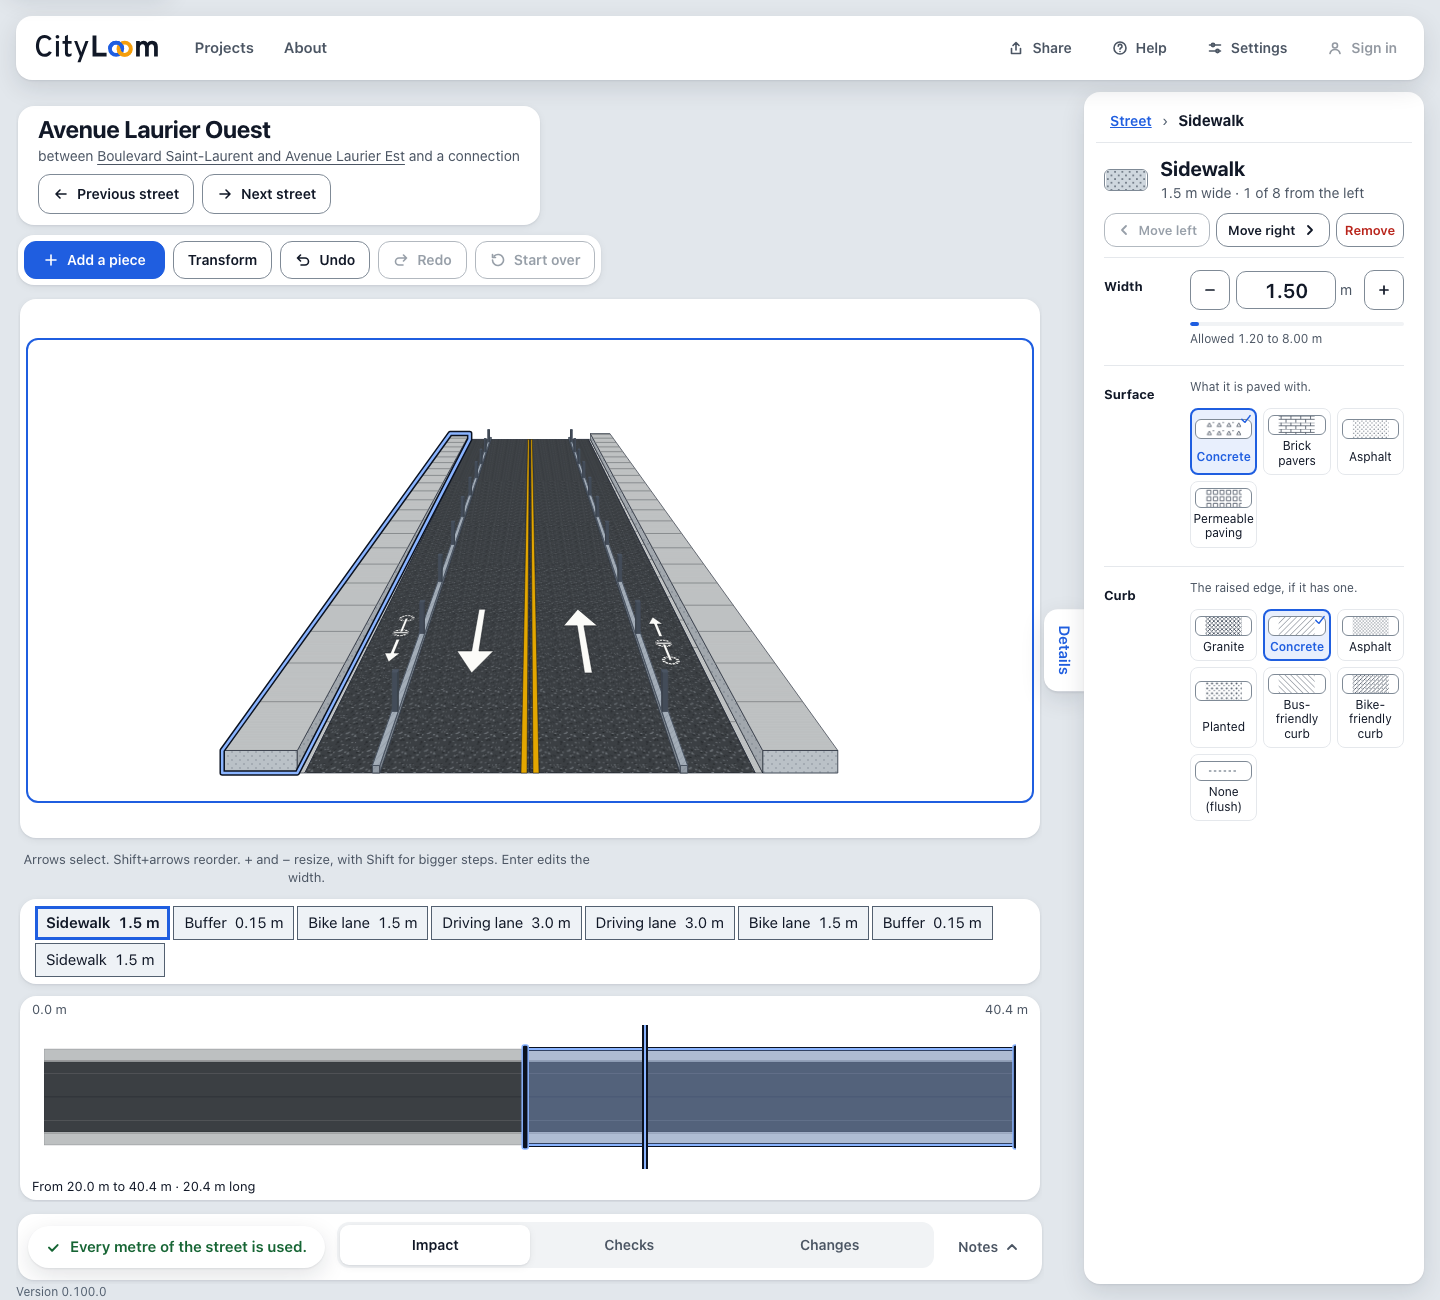 CityLoom
Projects
About
Share
Help
Settings
Sign in
Avenue Laurier Ouest
between Boulevard Saint-Laurent and Avenue Laurier Est and a connection
Previous street
Next street
Add a piece
Transform
Undo
Redo
Start over
Arrows select. Shift+arrows reorder. + and – resize, with Shift for bigger steps. Enter edits the
width.
Sidewalk 1.5 m
Buffer 0.15 m
Bike lane 1.5 m
Driving lane 3.0 m
Driving lane 3.0 m
Bike lane 1.5 m
Buffer 0.15 m
Sidewalk 1.5 m
0.0 m
40.4 m
From 20.0 m to 40.4 m · 20.4 m long
Every metre of the street is used.
Impact
Checks
Changes
Notes
Version 0.100.0
Details
Street › Sidewalk
Sidewalk
1.5 m wide · 1 of 8 from the left
Move left
Move right
Remove
Width
− 1.50 m +
Allowed 1.20 to 8.00 m
Surface
What it is paved with.
Concrete
Brick
pavers
Asphalt
Permeable
paving
Curb
The raised edge, if it has one.
Granite
Concrete
Asphalt
Planted
Bus-
friendly
curb
Bike-
friendly
curb
None
(flush)